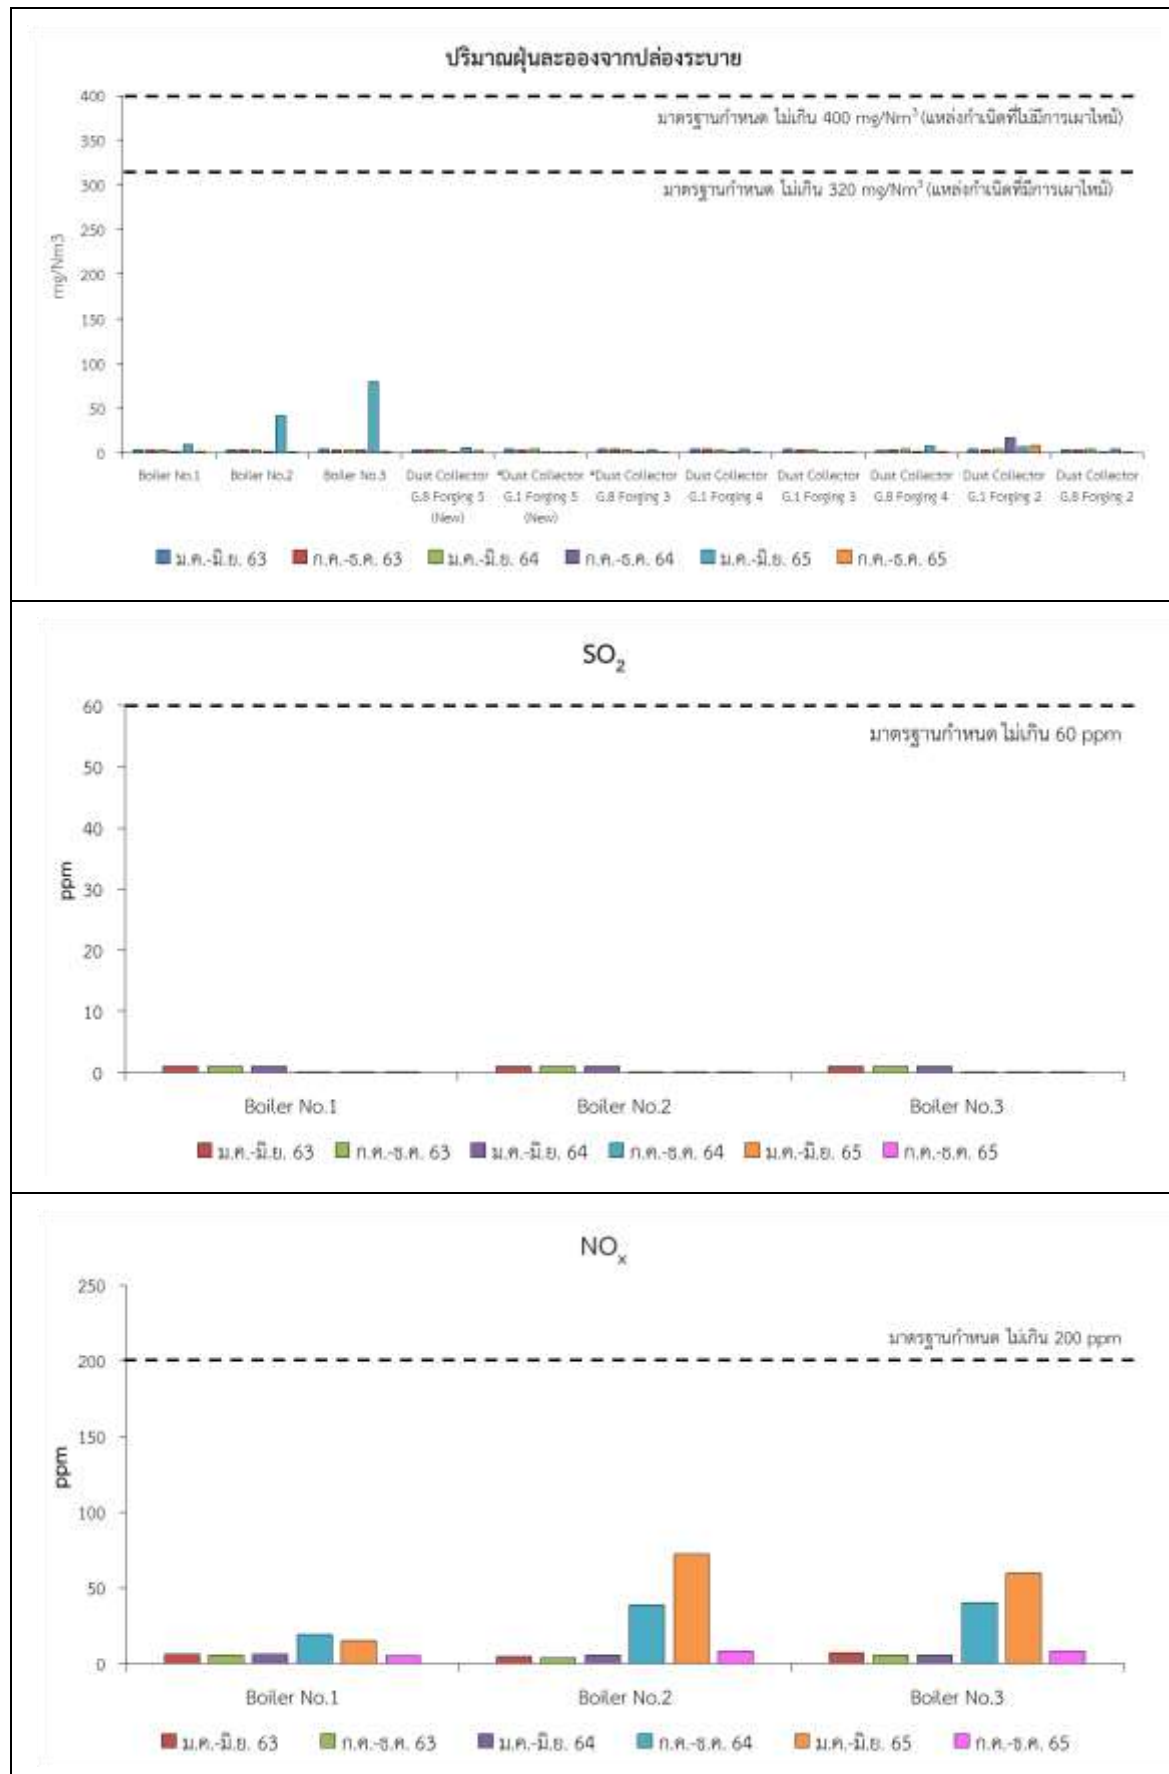 ปริมาณฝุ่นละอองจากปล่องระบาย
400
มาตรฐานกำหนด ไม่เกิน 400 mg/Nm³ (แหล่งกำเนิดที่ไม่มีการเผาไหม้)
350
มาตรฐานกำหนด ไม่เกิน 320 mg/Nm³ (แหล่งกำเนิดที่มีการเผาไหม้)
300
250
200
150
100
50
0
mg/Nm3
Boiler No.1
Boiler No.2
Boiler No.3
Dust Collector G.8 Forging 5 (New)
*Dust Collector G.1 Forging 5 (New)
*Dust Collector G.8 Forging 3
Dust Collector G.1 Forging 4
Dust Collector G.1 Forging 3
Dust Collector G.8 Forging 4
Dust Collector G.1 Forging 2
Dust Collector G.8 Forging 2
ม.ค.-มิ.ย. 63 ก.ค.-ธ.ค. 63 ม.ค.-มิ.ย. 64 ก.ค.-ธ.ค. 64 ม.ค.-มิ.ย. 65 ก.ค.-ธ.ค. 65
SO₂
60
มาตรฐานกำหนด ไม่เกิน 60 ppm
50
40
30
20
10
0
ppm
Boiler No.1 Boiler No.2 Boiler No.3
ม.ค.-มิ.ย. 63 ก.ค.-ธ.ค. 63 ม.ค.-มิ.ย. 64 ก.ค.-ธ.ค. 64 ม.ค.-มิ.ย. 65 ก.ค.-ธ.ค. 65
NOₓ
250
มาตรฐานกำหนด ไม่เกิน 200 ppm
200
150
100
50
0
ppm
Boiler No.1 Boiler No.2 Boiler No.3
ม.ค.-มิ.ย. 63 ก.ค.-ธ.ค. 63 ม.ค.-มิ.ย. 64 ก.ค.-ธ.ค. 64 ม.ค.-มิ.ย. 65 ก.ค.-ธ.ค. 65